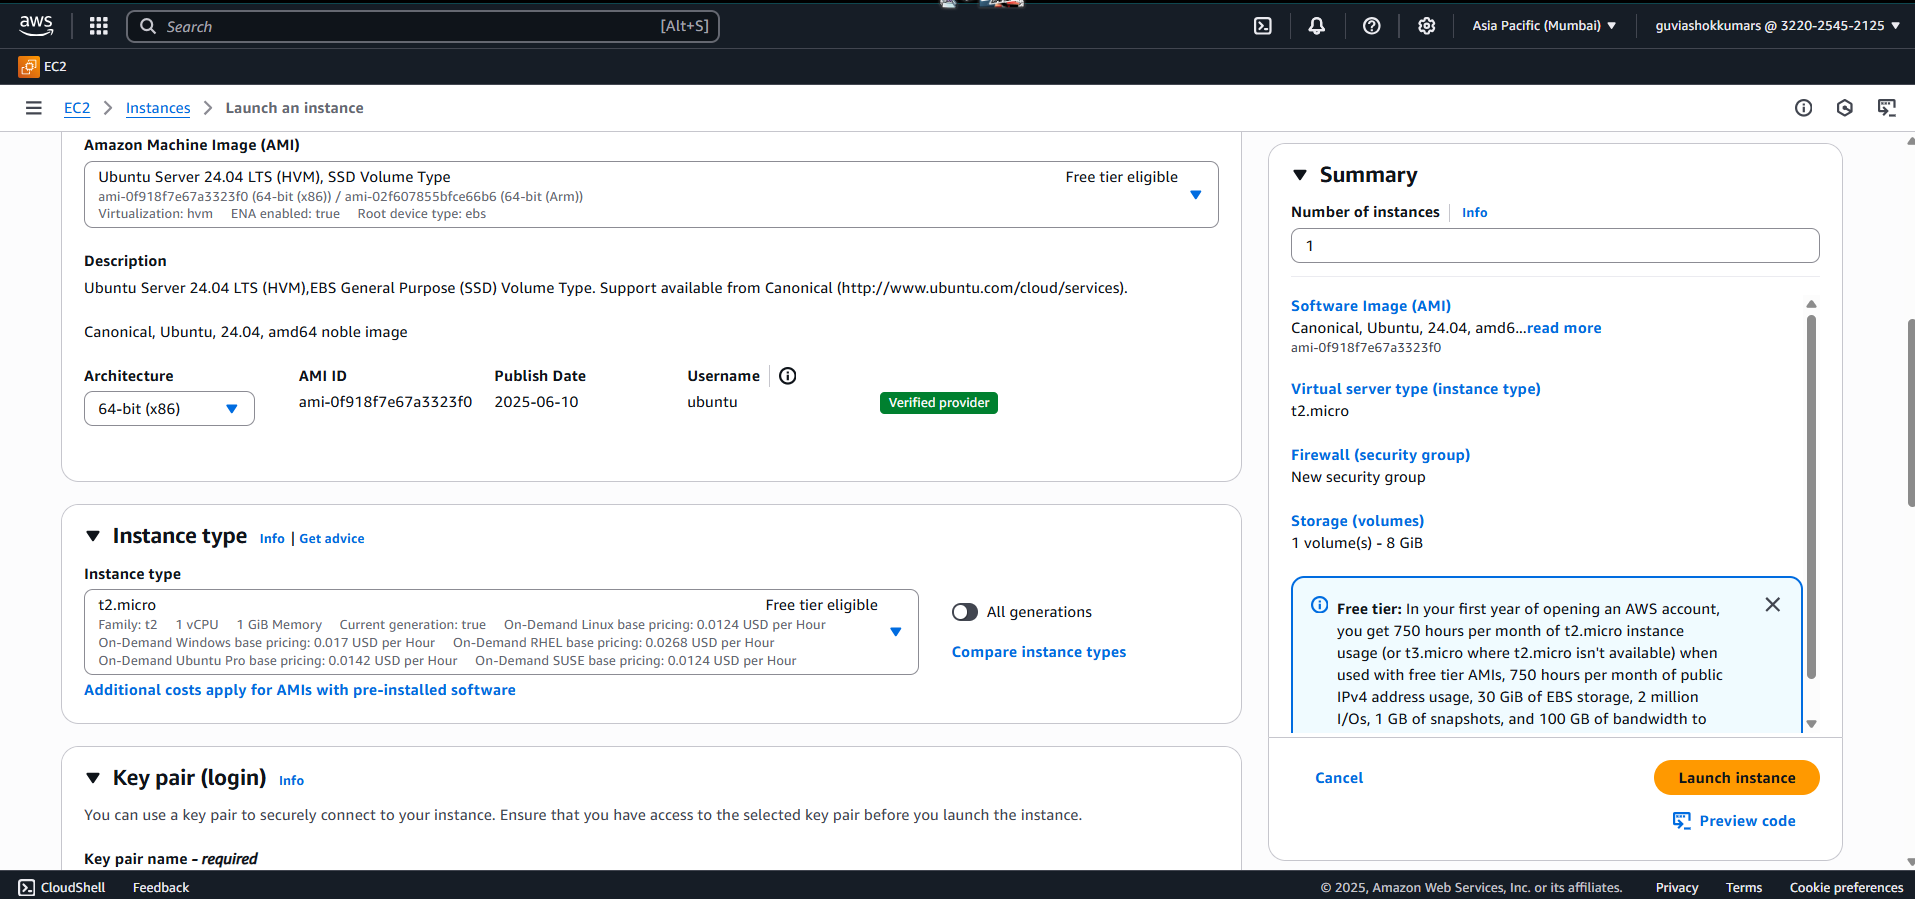 aws
Search [Alt+S]
Asia Pacific (Mumbai) guviashokkumars @ 3220-2545-2125
EC2
EC2 Instances Launch an instance
Amazon Machine Image (AMI)
Ubuntu Server 24.04 LTS (HVM), SSD Volume Type Free tier eligible
ami-0f918f7e67a3323f0 (64-bit (x86)) / ami-02f607855bfce66b6 (64-bit (Arm))
Virtualization: hvm ENA enabled: true Root device type: ebs
Description
Ubuntu Server 24.04 LTS (HVM),EBS General Purpose (SSD) Volume Type. Support available from Canonical (http://www.ubuntu.com/cloud/services).
Canonical, Ubuntu, 24.04, amd64 noble image
Architecture AMI ID Publish Date Username
64-bit (x86) ami-0f918f7e67a3323f0 2025-06-10 ubuntu Verified provider
Instance type Info | Get advice
Instance type
t2.micro Free tier eligible
Family: t2 1 vCPU 1 GiB Memory Current generation: true On-Demand Linux base pricing: 0.0124 USD per Hour
On-Demand Windows base pricing: 0.017 USD per Hour On-Demand RHEL base pricing: 0.0268 USD per Hour
On-Demand Ubuntu Pro base pricing: 0.0142 USD per Hour On-Demand SUSE base pricing: 0.0124 USD per Hour
All generations
Compare instance types
Additional costs apply for AMIs with pre-installed software
Key pair (login) Info
You can use a key pair to securely connect to your instance. Ensure that you have access to the selected key pair before you launch the instance.
Key pair name - required
Summary
Number of instances Info
1
Software Image (AMI)
Canonical, Ubuntu, 24.04, amd6...read more
ami-0f918f7e67a3323f0
Virtual server type (instance type)
t2.micro
Firewall (security group)
New security group
Storage (volumes)
1 volume(s) - 8 GiB
Free tier: In your first year of opening an AWS account,
you get 750 hours per month of t2.micro instance
usage (or t3.micro where t2.micro isn't available) when
used with free tier AMIs, 750 hours per month of public
IPv4 address usage, 30 GiB of EBS storage, 2 million
I/Os, 1 GB of snapshots, and 100 GB of bandwidth to
Cancel Launch instance
Preview code
CloudShell Feedback © 2025, Amazon Web Services, Inc. or its affiliates. Privacy Terms Cookie preferences